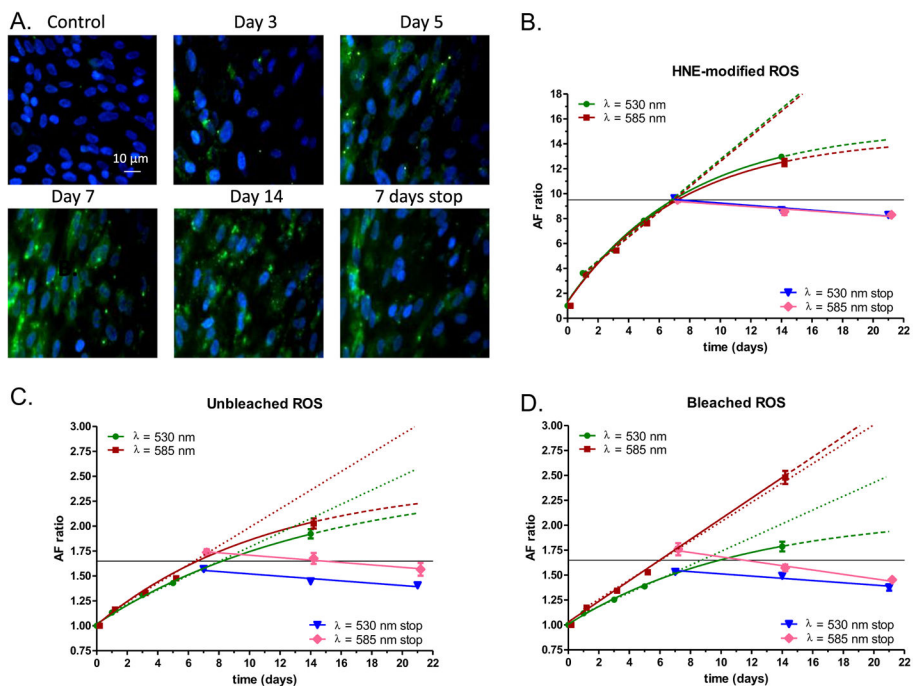 A.
Control
Day 3
Day 5
10 µm
Day 7
Day 14
7 days stop
B.
HNE-modified ROS
λ = 530 nm
λ = 585 nm
18
16
14
12
10
8
6
4
2
0
AF ratio
λ = 530 nm stop
λ = 585 nm stop
0 2 4 6 8 10 12 14 16 18 20 22
time (days)
C.
Unbleached ROS
λ = 530 nm
λ = 585 nm
3.00
2.75
2.50
2.25
2.00
1.75
1.50
1.25
1.00
0.75
AF ratio
λ = 530 nm stop
λ = 585 nm stop
0 2 4 6 8 10 12 14 16 18 20 22
time (days)
D.
Bleached ROS
λ = 530 nm
λ = 585 nm
3.00
2.75
2.50
2.25
2.00
1.75
1.50
1.25
1.00
0.75
AF ratio
λ = 530 nm stop
λ = 585 nm stop
0 2 4 6 8 10 12 14 16 18 20 22
time (days)